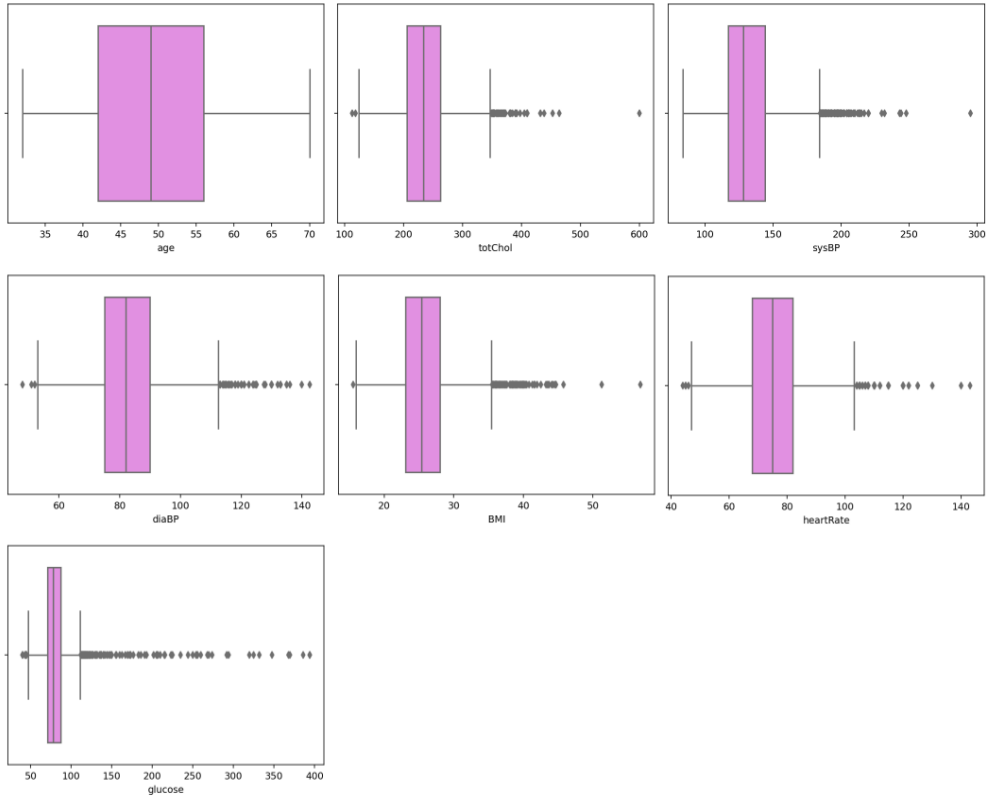 35 40 45 50 55 60 65 70
age
100 200 300 400 500 600
totChol
100 150 200 250 300
sysBP
60 80 100 120 140
diaBP
20 30 40 50
BMI
40 60 80 100 120 140
heartRate
50 100 150 200 250 300 350 400
glucose